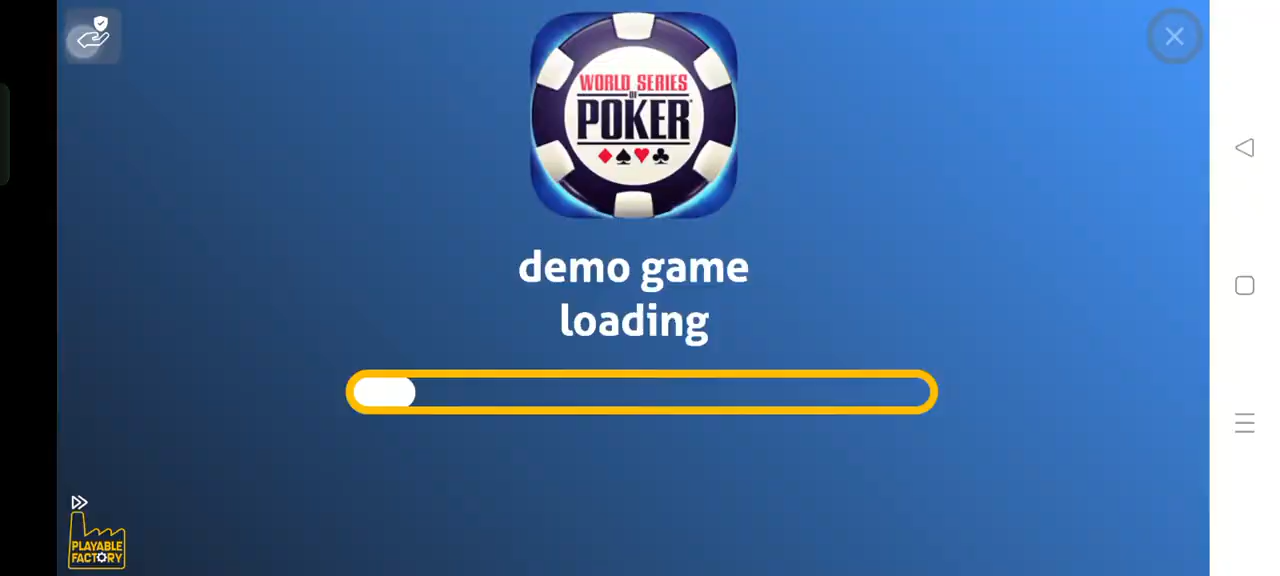 WORLD SERIES
OF
POKER
demo game
loading
PLAYABLE
FACTORY